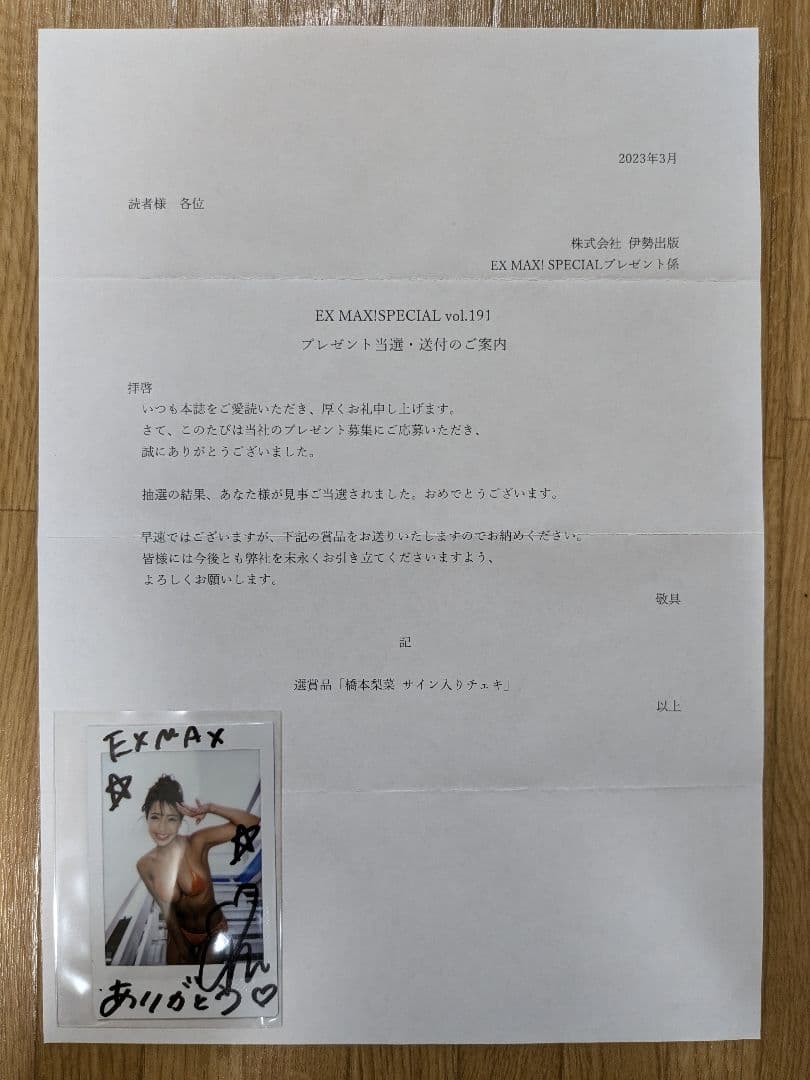 2023年3月
読者様　各位
株式会社 伊勢出版
EX MAX! SPECIALプレゼント係
EX MAX!SPECIAL vol.191
プレゼント当選・送付のご案内
拝啓
いつも本誌をご愛読いただき、厚くお礼申し上げます。
さて、このたびは当社のプレゼント募集にご応募いただき、
誠にありがとうございました。
抽選の結果、あなた様が見事ご当選されました。おめでとうございます。
早速ではございますが、下記の賞品をお送りいたしますのでお納めください。
皆様には今後とも弊社を末永くお引き立てくださいますよう、
よろしくお願いします。
敬具
記
選賞品「橋本梨菜 サイン入りチェキ」
以上
EXMAX
ありがとう♡